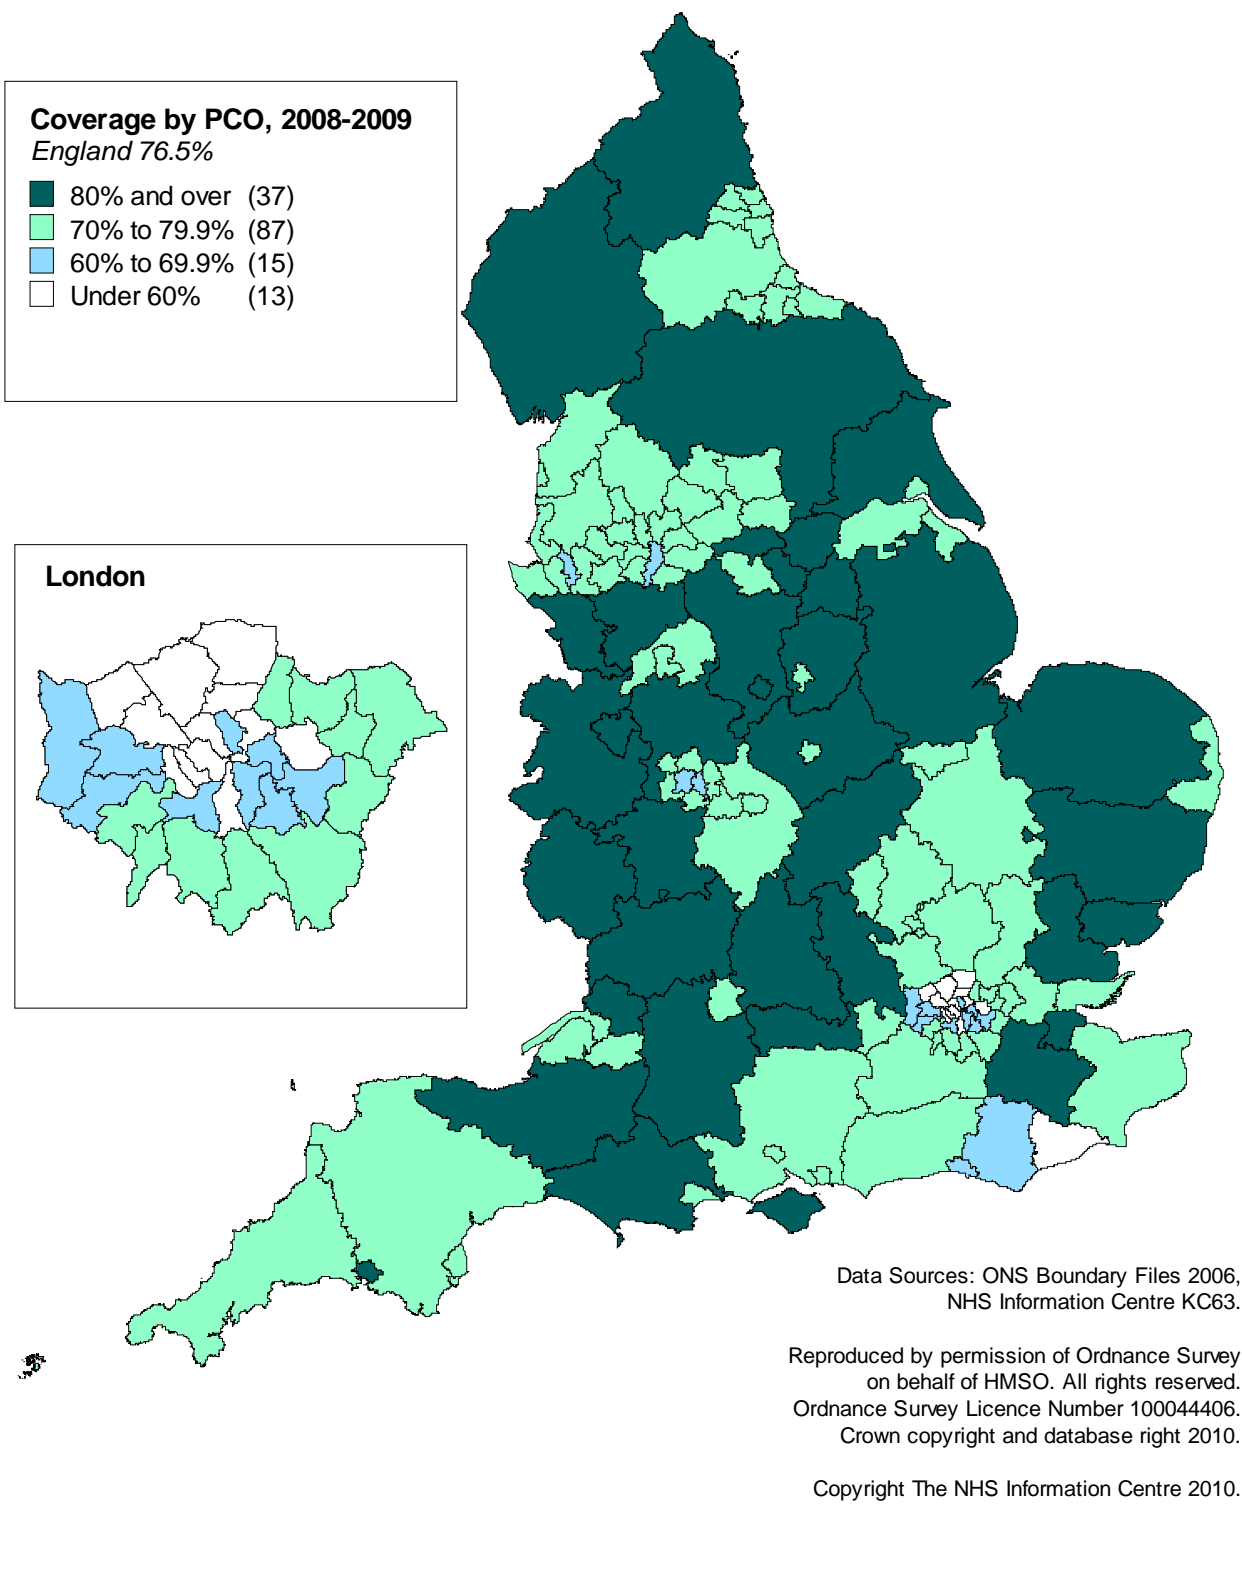 Coverage by PCO, 2008-2009
England 76.5%
80% and over (37)
70% to 79.9% (87)
60% to 69.9% (15)
Under 60% (13)
London
Data Sources: ONS Boundary Files 2006,
NHS Information Centre KC63.
Reproduced by permission of Ordnance Survey
on behalf of HMSO. All rights reserved.
Ordnance Survey Licence Number 100044406.
Crown copyright and database right 2010.
Copyright The NHS Information Centre 2010.